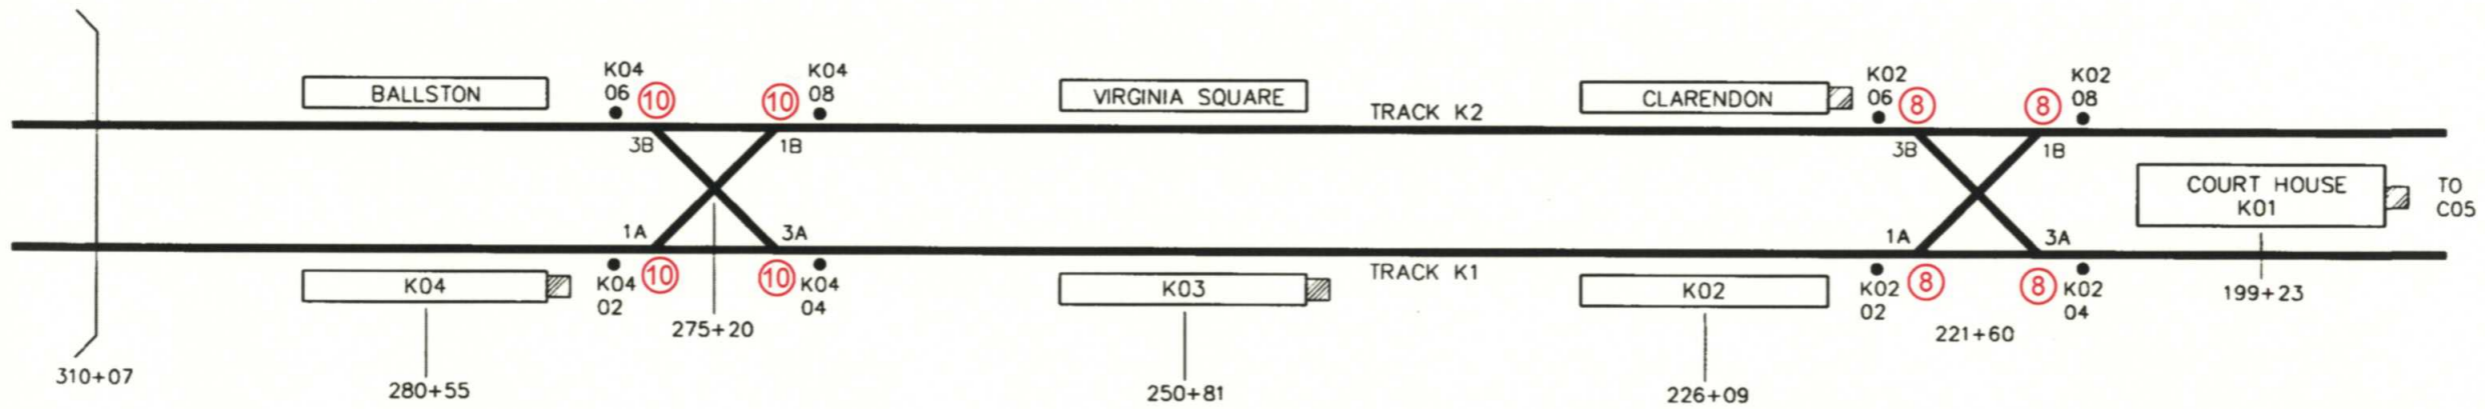 K04
06
10
10
K04
08
K02
06
8
8
K02
08
BALLSTON
VIRGINIA SQUARE
TRACK K2
CLARENDON
3B
1B
3B
1B
COURT HOUSE
K01
TO
C05
1A
3A
1A
3A
K04
K04
02
10
10
K04
04
K03
TRACK K1
K02
K02
02
8
8
K02
04
199+23
275+20
221+60
310+07
280+55
250+81
226+09